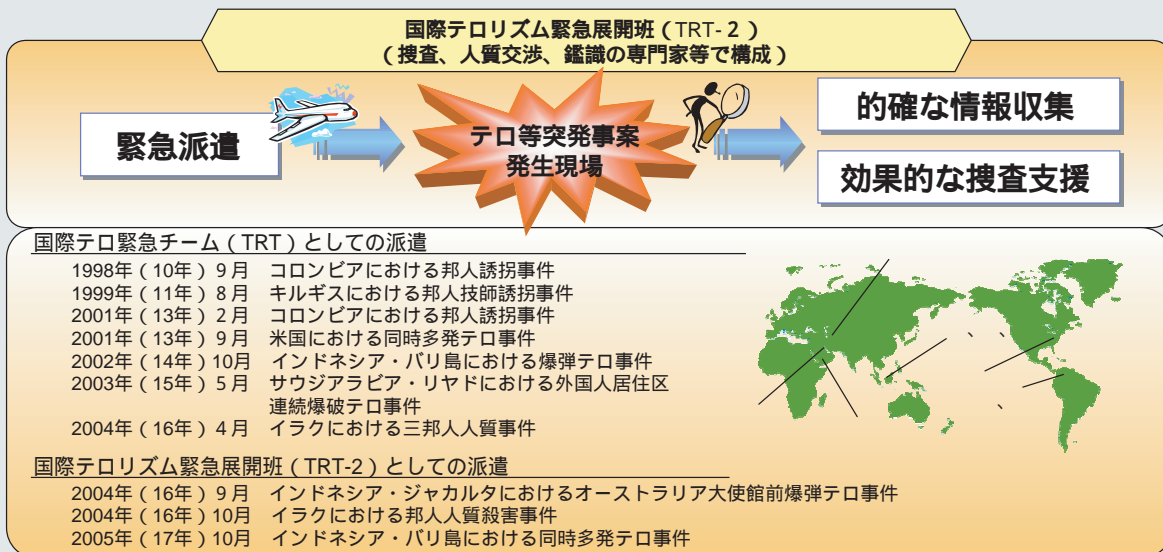 国際テロリズム緊急展開班（TRT-２）
（捜査、人質交渉、鑑識の専門家等で構成）
緊急派遣
テロ等突発事案
発生現場
的確な情報収集
効果的な捜査支援
国際テロ緊急チーム（TRT）としての派遣
1998年（10年）９月　コロンビアにおける邦人誘拐事件
1999年（11年）８月　キルギスにおける邦人技師誘拐事件
2001年（13年）２月　コロンビアにおける邦人誘拐事件
2001年（13年）９月　米国における同時多発テロ事件
2002年（14年）10月　インドネシア・バリ島における爆弾テロ事件
2003年（15年）５月　サウジアラビア・リヤドにおける外国人居住区
連続爆破テロ事件
2004年（16年）４月　イラクにおける三邦人人質事件
国際テロリズム緊急展開班（TRT-2）としての派遣
2004年（16年）９月　インドネシア・ジャカルタにおけるオーストラリア大使館前爆弾テロ事件
2004年（16年）10月　イラクにおける邦人人質殺害事件
2005年（17年）10月　インドネシア・バリ島における同時多発テロ事件